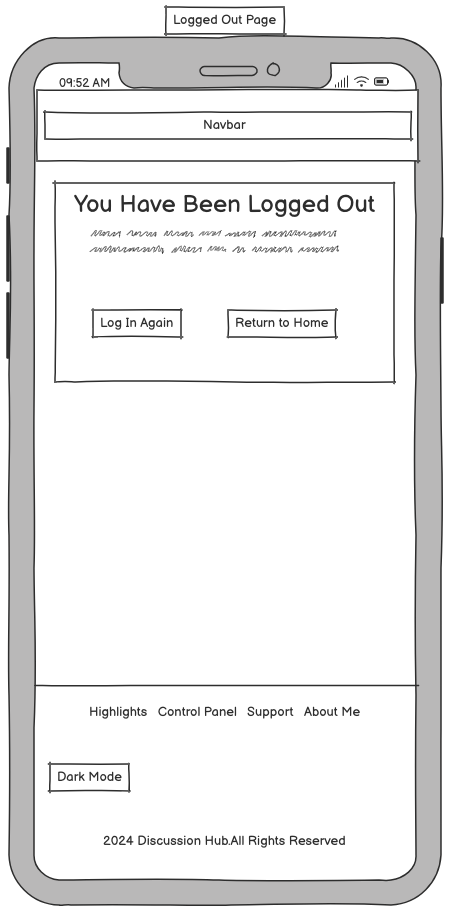 Logged Out Page
09:52 AM
Navbar
You Have Been Logged Out
Log In Again Return to Home
Highlights Control Panel Support About Me
Dark Mode
2024 Discussion Hub.All Rights Reserved